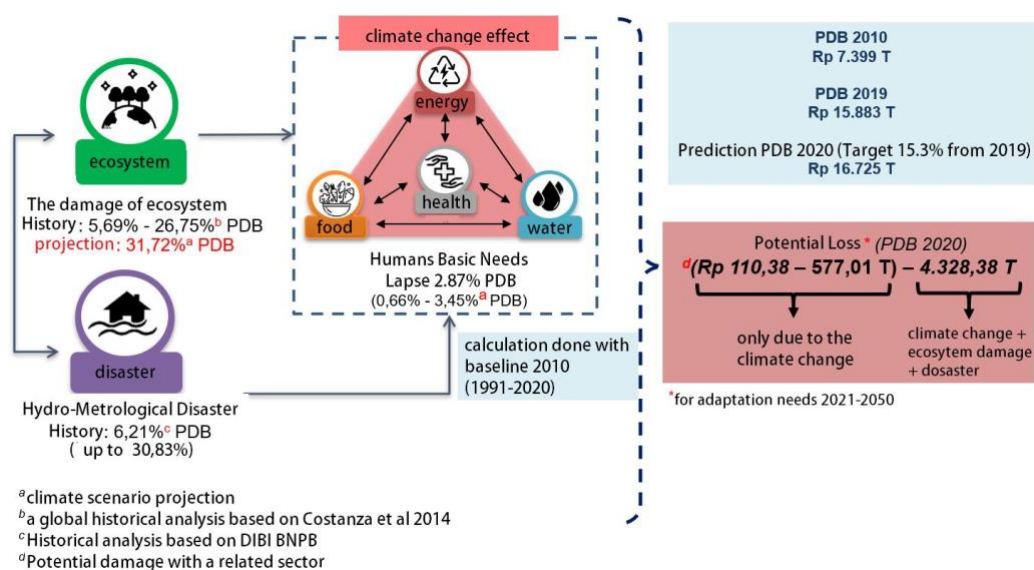 climate change effect
energy
health
food
water
Humans Basic Needs
Lapse 2.87% PDB
(0,66% - 3,45%a PDB)
ecosystem
The damage of ecosystem
History : 5,69% - 26,75%b PDB
projection: 31,72%a PDB
disaster
Hydro-Metrological Disaster
History: 6,21%c PDB
( up to 30,83%)
calculation done with
baseline 2010
(1991-2020)
a climate scenario projection
b a global historical analysis based on Costanza et al 2014
c Historical analysis based on DIBI BNPB
d Potential damage with a related sector
PDB 2010
Rp 7.399 T
PDB 2019
Rp 15.883 T
Prediction PDB 2020 (Target 15.3% from 2019)
Rp 16.725 T
Potential Loss * (PDB 2020)
d(Rp 110,38 – 577,01 T) – 4.328,38 T
only due to the
climate change
climate change +
ecosytem damage
+ dosaster
*for adaptation needs 2021-2050